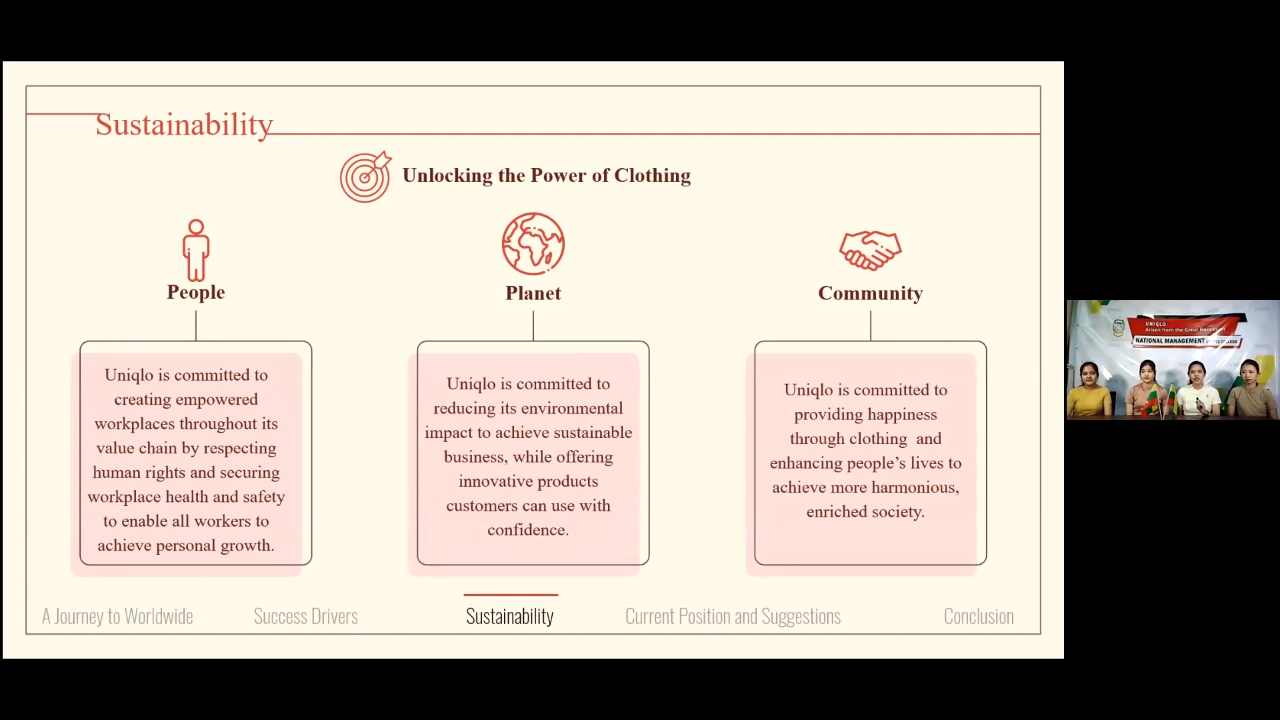 Sustainability
Unlocking the Power of Clothing
People
Uniqlo is committed to
creating empowered
workplaces throughout its
value chain by respecting
human rights and securing
workplace health and safety
to enable all workers to
achieve personal growth.
Planet
Uniqlo is committed to
reducing its environmental
impact to achieve sustainable
business, while offering
innovative products
customers can use with
confidence.
Community
Uniqlo is committed to
providing happiness
through clothing and
enhancing people’s lives to
achieve more harmonious,
enriched society.
A Journey to Worldwide
Success Drivers
Sustainability
Current Position and Suggestions
Conclusion
UNIQLO
Arisen from the Great
NATIONAL MANAGEMENT